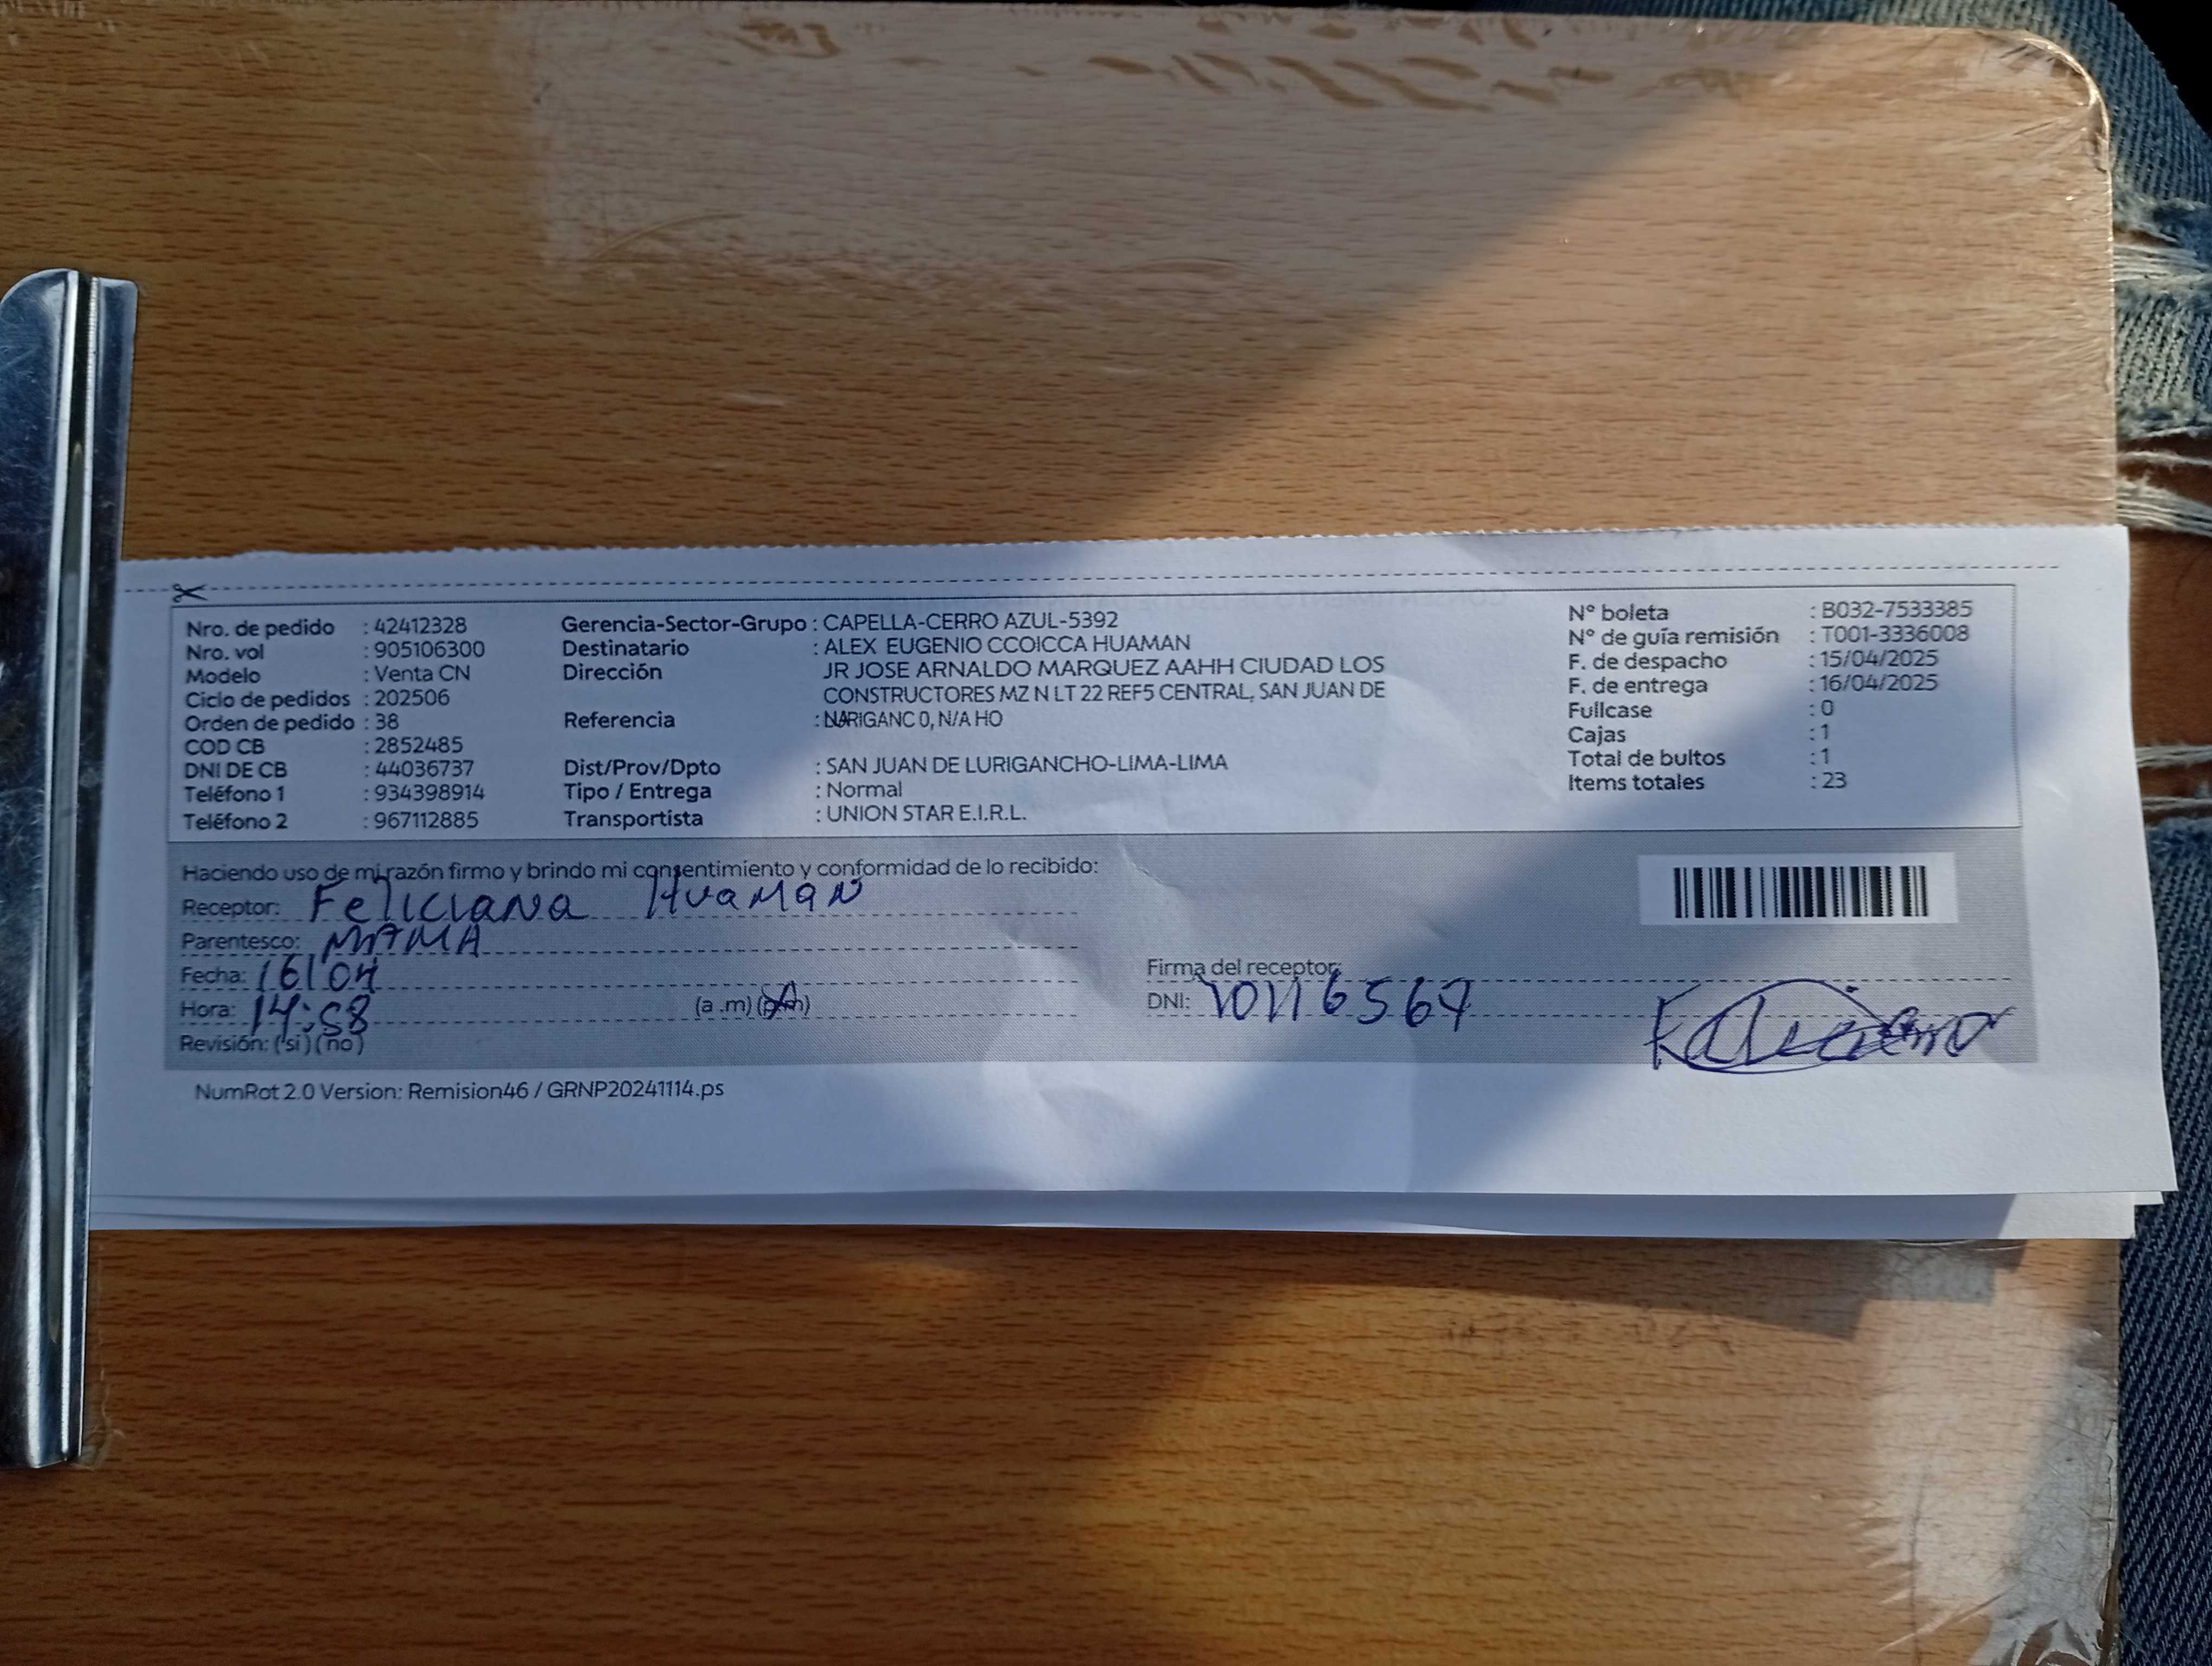 Nro. de pedido : 42412328
Nro. vol : 905106300
Modelo : Venta CN
Ciclo de pedidos : 202506
Orden de pedido : 38
COD CB : 2852485
DNI DE CB : 44036737
Teléfono 1 : 934398914
Teléfono 2 : 967112885
Gerencia-Sector-Grupo : CAPELLA-CERRO AZUL-5392
Destinatario : ALEX EUGENIO CCOICCA HUAMAN
Dirección JR JOSE ARNALDO MARQUEZ AAHH CIUDAD LOS
CONSTRUCTORES MZ N LT 22 REF5 CENTRAL, SAN JUAN DE
Referencia : N/A HO
Dist/Prov/Dpto : SAN JUAN DE LURIGANCHO-LIMA-LIMA
Tipo / Entrega : Normal
Transportista : UNION STAR E.I.R.L.
N° boleta : B032-7533385
N° de guía remisión : T001-3336008
F. de despacho : 15/04/2025
F. de entrega : 16/04/2025
Fullcase : 0
Cajas : 1
Total de bultos : 1
Items totales : 23
Haciendo uso de mi razón firmo y brindo mi consentimiento y conformidad de lo recibido:
Receptor: Feliciana Huaman
Parentesco: MAMA
Fecha: 16/04
Hora: 14:58 (a .m) (p.m)
Revisión: (si) (no)
Firma del receptor:
DNI: 10116567
NumRot 2.0 Version: Remision46 / GRNP20241114.ps